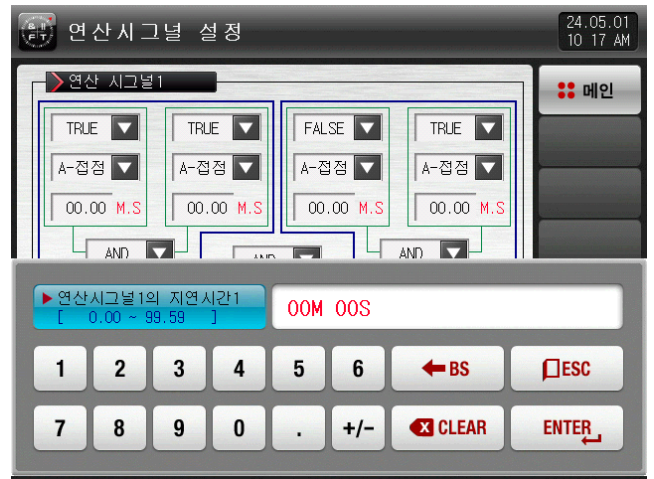 연산시그널 설정
24.05.01
10 17 AM
연산 시그널1
메인
TRUE TRUE FALSE TRUE
A-접점 A-접점 A-접점 A-접점
00.00 M.S 00.00 M.S 00.00 M.S 00.00 M.S
AND AND AND
연산시그널1의 지연시간1
[ 0.00 ~ 99.59 ]
00M 00S
1 2 3 4 5 6 BS ESC
7 8 9 0 . +/- CLEAR ENTER